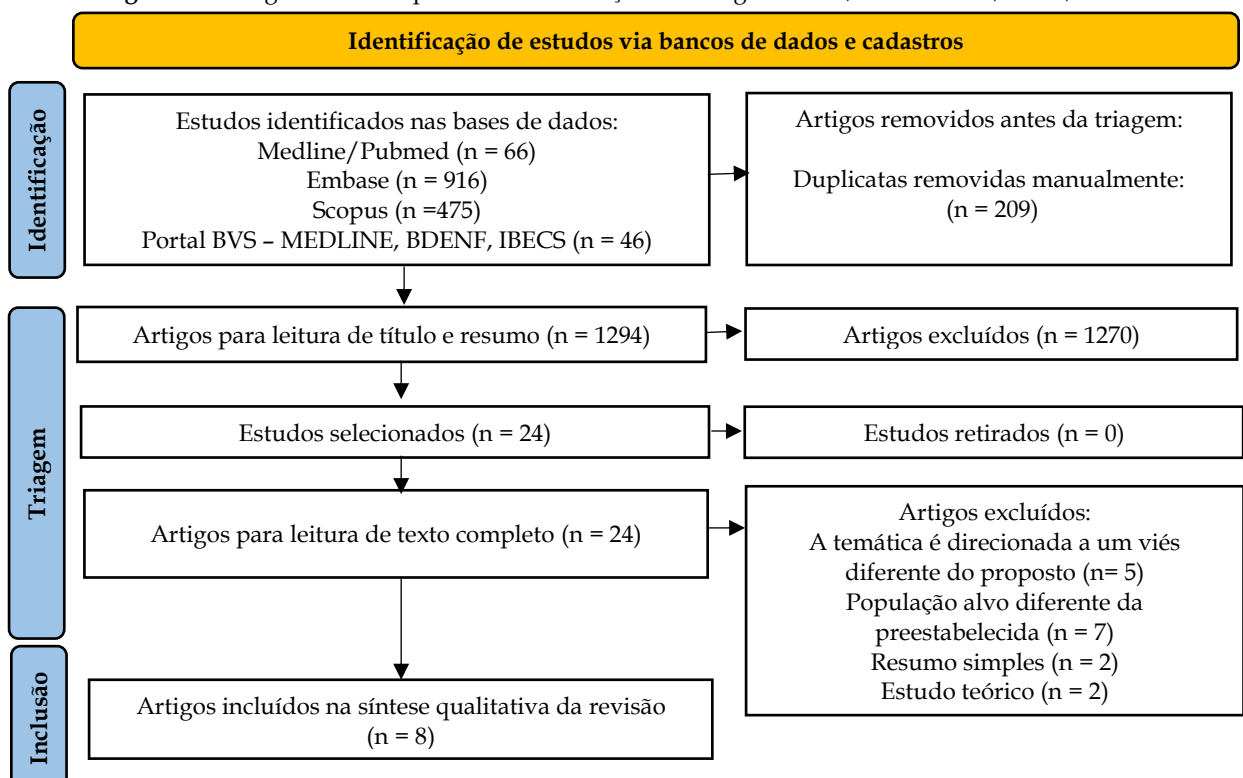 Identificação de estudos via bancos de dados e cadastros
Identificação
Estudos identificados nas bases de dados:
Medline/Pubmed (n = 66)
Embase (n = 916)
Scopus (n =475)
Portal BVS – MEDLINE, BDENF, IBECS (n = 46)
Artigos removidos antes da triagem:
Duplicatas removidas manualmente:
(n = 209)
Triagem
Artigos para leitura de título e resumo (n = 1294)
Artigos excluídos (n = 1270)
Estudos selecionados (n = 24)
Estudos retirados (n = 0)
Artigos para leitura de texto completo (n = 24)
Artigos excluídos:
A temática é direcionada a um viés
diferente do proposto (n= 5)
População alvo diferente da
preestabelecida (n = 7)
Resumo simples (n = 2)
Estudo teórico (n = 2)
Inclusão
Artigos incluídos na síntese qualitativa da revisão
(n = 8)